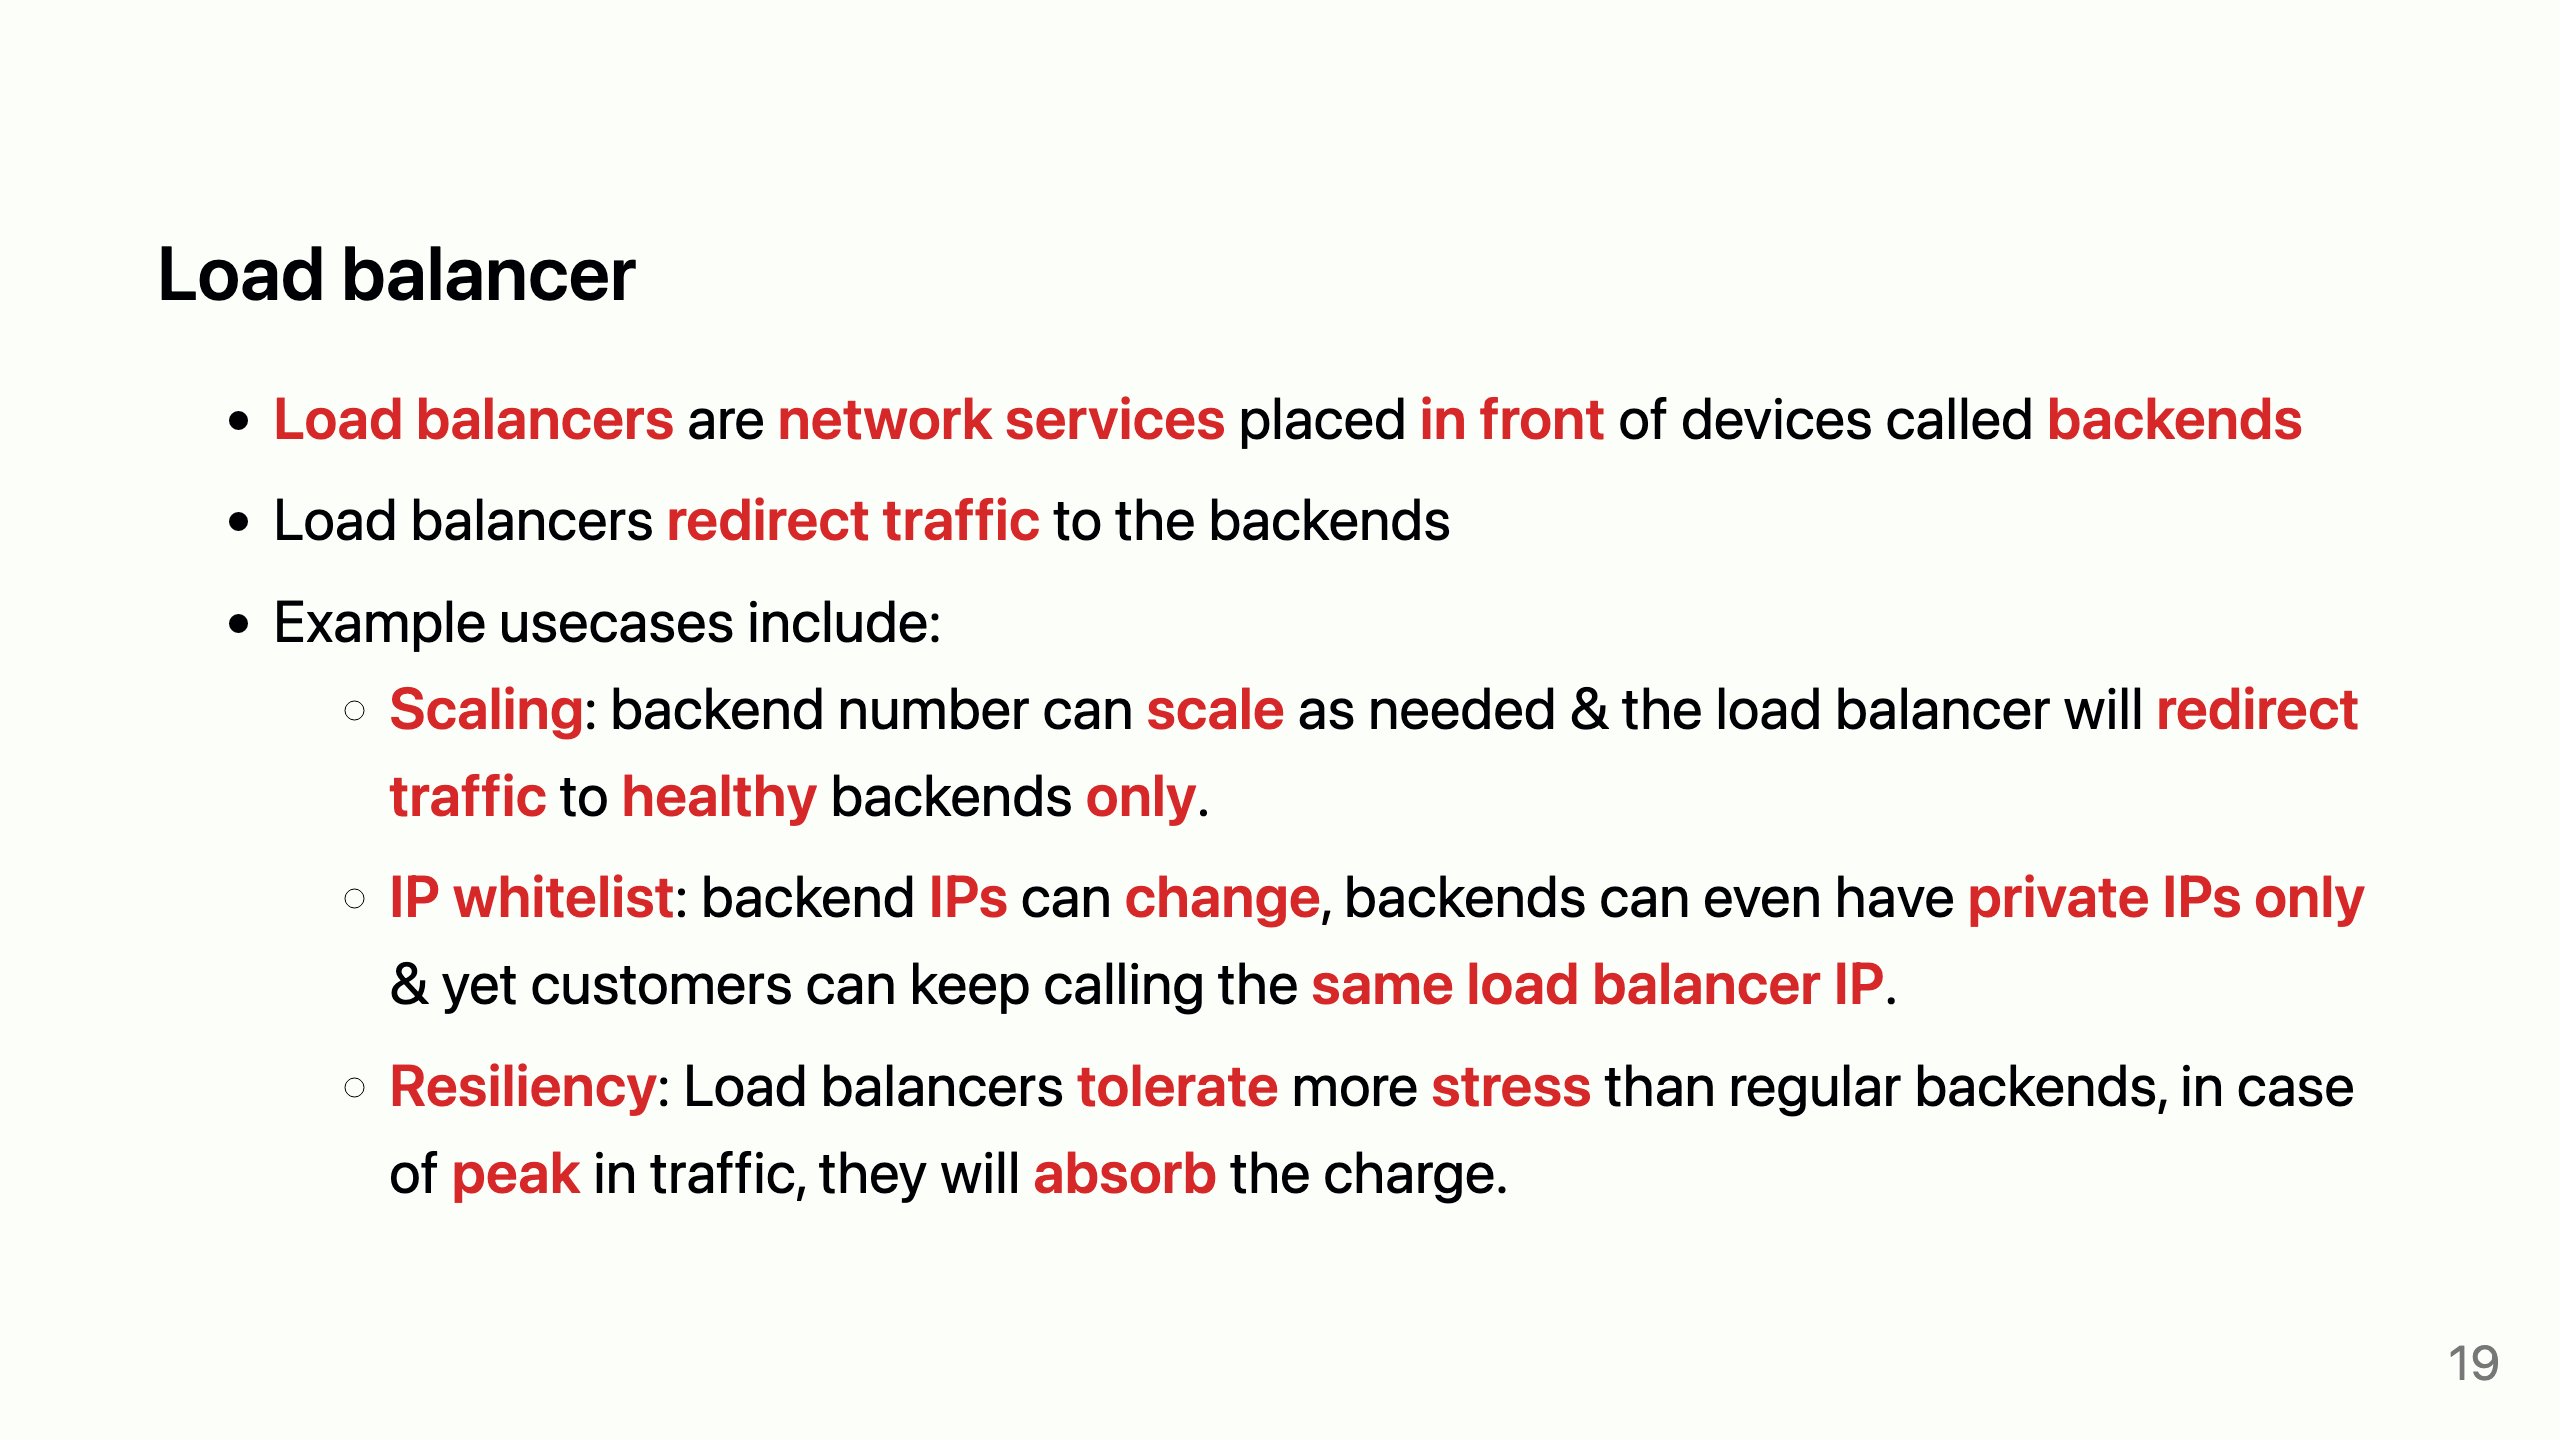 Load balancer
• Load balancers are network services placed in front of devices called backends
• Load balancers redirect traffic to the backends
• Example usecases include:
○ Scaling: backend number can scale as needed & the load balancer will redirect
traffic to healthy backends only.
○ IP whitelist: backend IPs can change, backends can even have private IPs only
& yet customers can keep calling the same load balancer IP.
○ Resiliency: Load balancers tolerate more stress than regular backends, in case
of peak in traffic, they will absorb the charge.
19